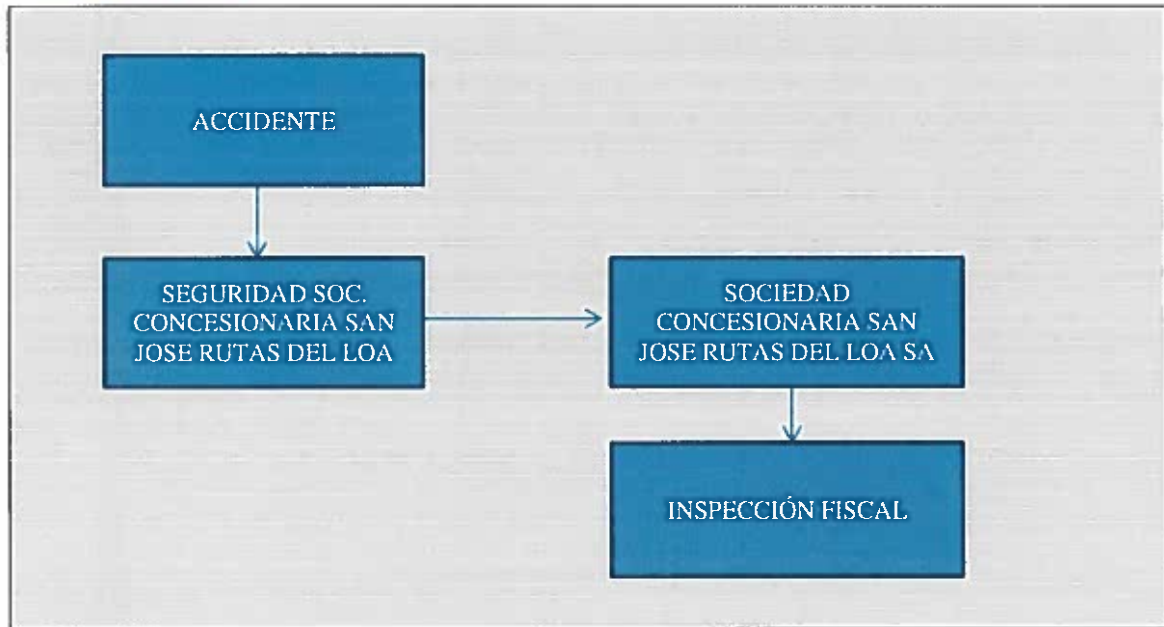 ACCIDENTE
SEGURIDAD SOC.
CONCESIONARIA SAN
JOSE RUTAS DEL LOA
SOCIEDAD
CONCESIONARIA SAN
JOSE RUTAS DEL LOA SA
INSPECCIÓN FISCAL